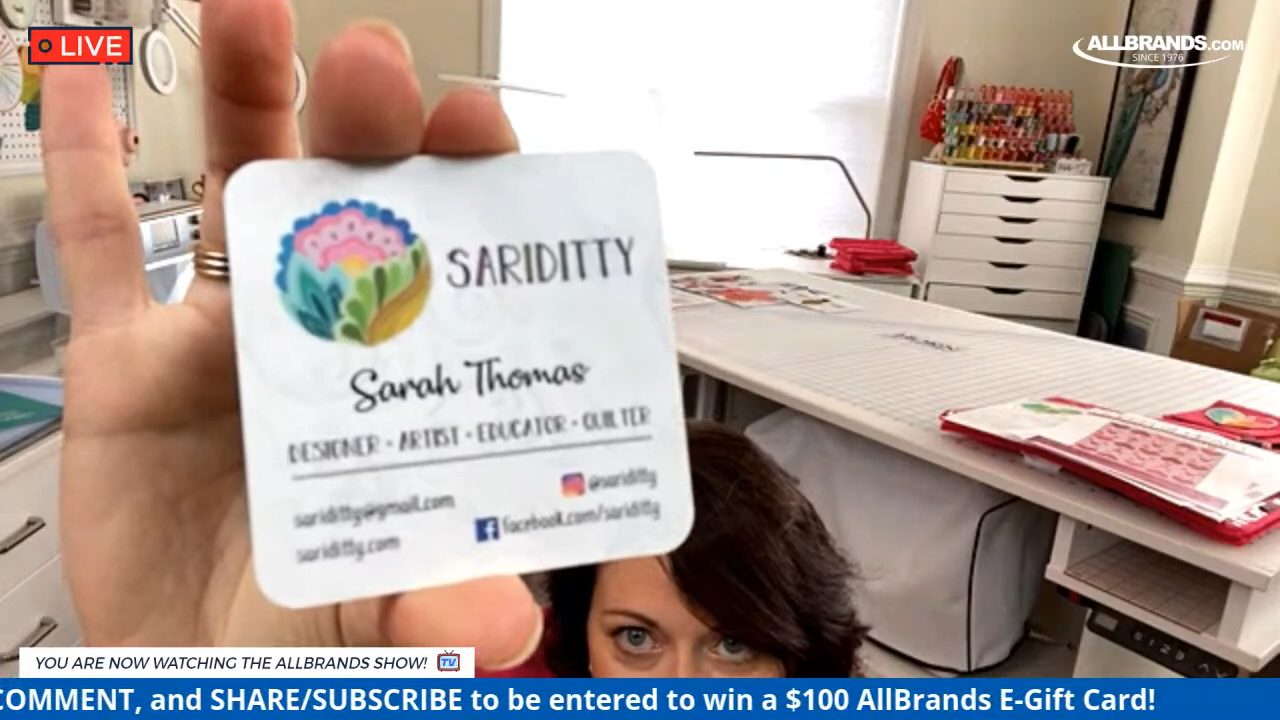 LIVE
ALLBRANDS.COM
SINCE 1976
SARIDITTY
Sarah Thomas
DESIGNER · ARTIST · EDUCATOR · QUILTER
sariditty@gmail.com
@sariditty
sariditty.com
facebook.com/sariditty
YOU ARE NOW WATCHING THE ALLBRANDS SHOW!
TV
COMMENT, and SHARE/SUBSCRIBE to be entered to win a $100 AllBrands E-Gift Card!